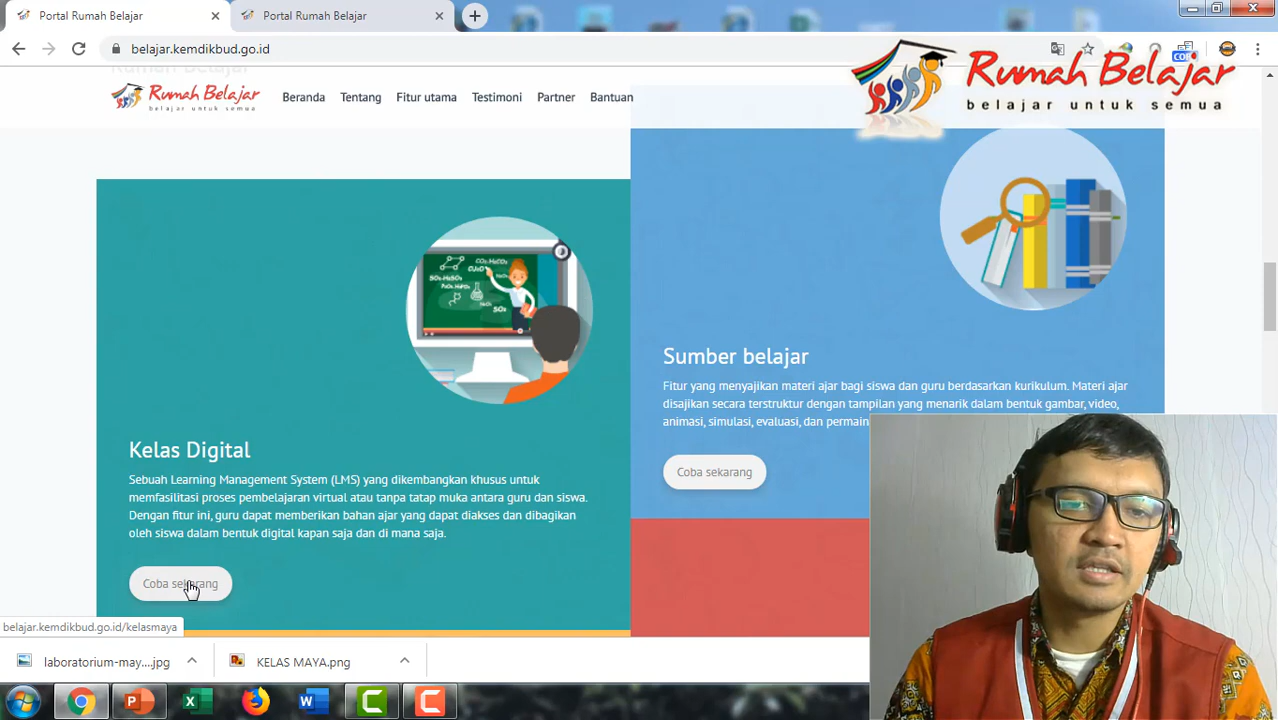 Portal Rumah Belajar
Portal Rumah Belajar
belajar.kemdikbud.go.id
Rumah Belajar
belajar untuk semua
Rumah Belajar
belajar untuk semua
Beranda
Tentang
Fitur utama
Testimoni
Partner
Bantuan
Kelas Digital
Sebuah Learning Management System (LMS) yang dikembangkan khusus untuk
memfasilitasi proses pembelajaran virtual atau tanpa tatap muka antara guru dan siswa.
Dengan fitur ini, guru dapat memberikan bahan ajar yang dapat diakses dan dibagikan
oleh siswa dalam bentuk digital kapan saja dan di mana saja.
Coba sekarang
Sumber belajar
Fitur yang menyajikan materi ajar bagi siswa dan guru berdasarkan kurikulum. Materi ajar
disajikan secara terstruktur dengan tampilan yang menarik dalam bentuk gambar, video,
animasi, simulasi, evaluasi, dan permain
Coba sekarang
belajar.kemdikbud.go.id/kelasmaya
laboratorium-may....jpg
KELAS MAYA.png